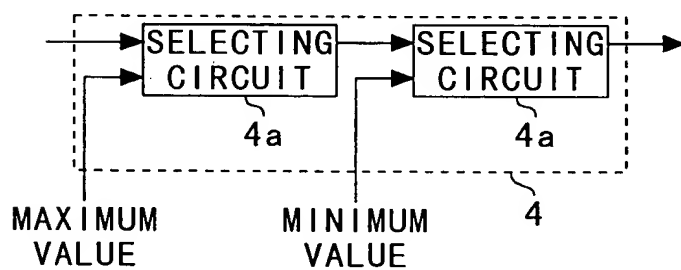 SELECTING
CIRCUIT
SELECTING
CIRCUIT
4a
4a
4
MAXIMUM
VALUE
MINIMUM
VALUE